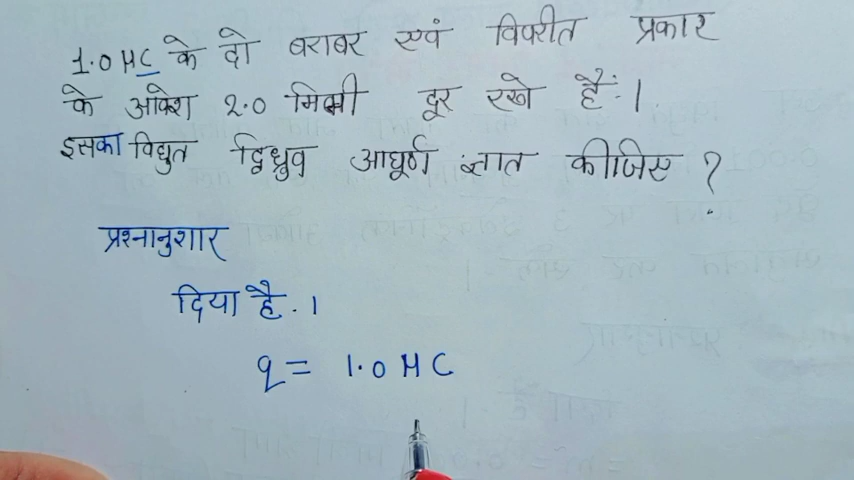 1.0 μC के दो बराबर एवं विपरीत प्रकार
के आवेश 2.0 मिमी दूर रखे हैं।
इसका विद्युत द्विध्रुव आघूर्ण ज्ञात कीजिए ?
प्रश्नानुशार
दिया है.।
q = 1.0 μC